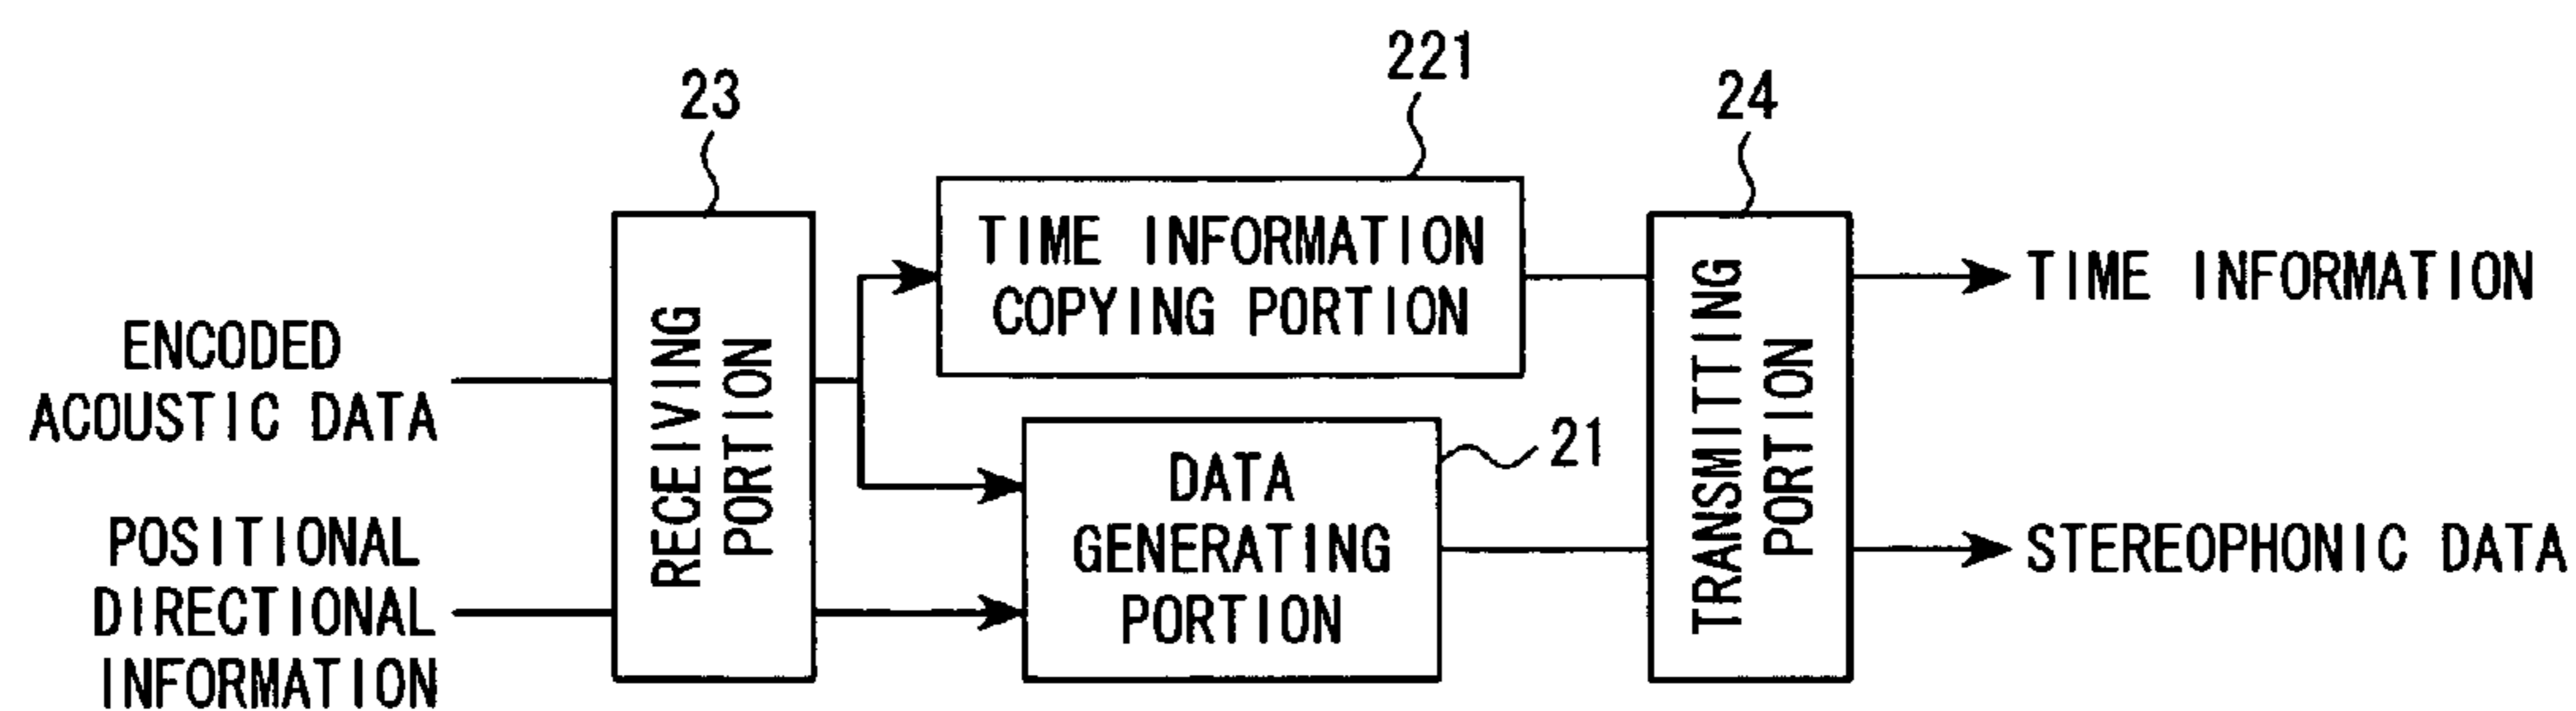 221
23
24
TIME INFORMATION
COPYING PORTION
TIME INFORMATION
ENCODED
ACOUSTIC DATA
RECEIVING
PORTION
TRANSMITTING
PORTION
21
DATA
GENERATING
PORTION
POSITIONAL
DIRECTIONAL
INFORMATION
STEREOPHONIC DATA